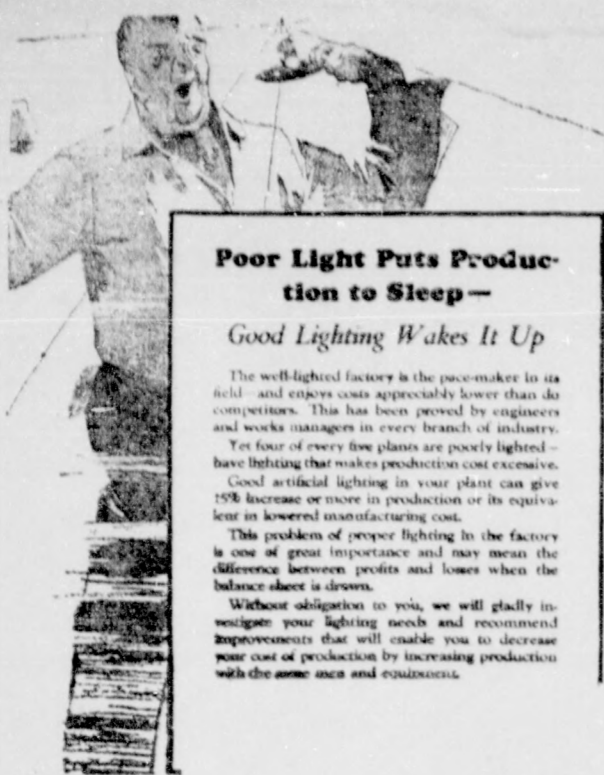 Poor Light Puts Produc-
tion to Sleep—
Good Lighting Wakes It Up
The well-lighted factory is the pace-maker in its
field—and enjoys costs appreciably lower than do
competitors. This has been proved by engineers
and works managers in every branch of industry.
Yet four of every five plants are poorly lighted—
have lighting that makes production cost excessive.
Good artificial lighting in your plant can give
15% increase or more in production or its equiva-
lent in lowered manufacturing cost.
This problem of proper lighting in the factory
is one of great importance and may mean the
difference between profits and losses when the
balance sheet is drawn.
Without obligation to you, we will gladly in-
vestigate your lighting needs and recommend
improvements that will enable you to decrease
your cost of production by increasing production
with the same men and equipment.